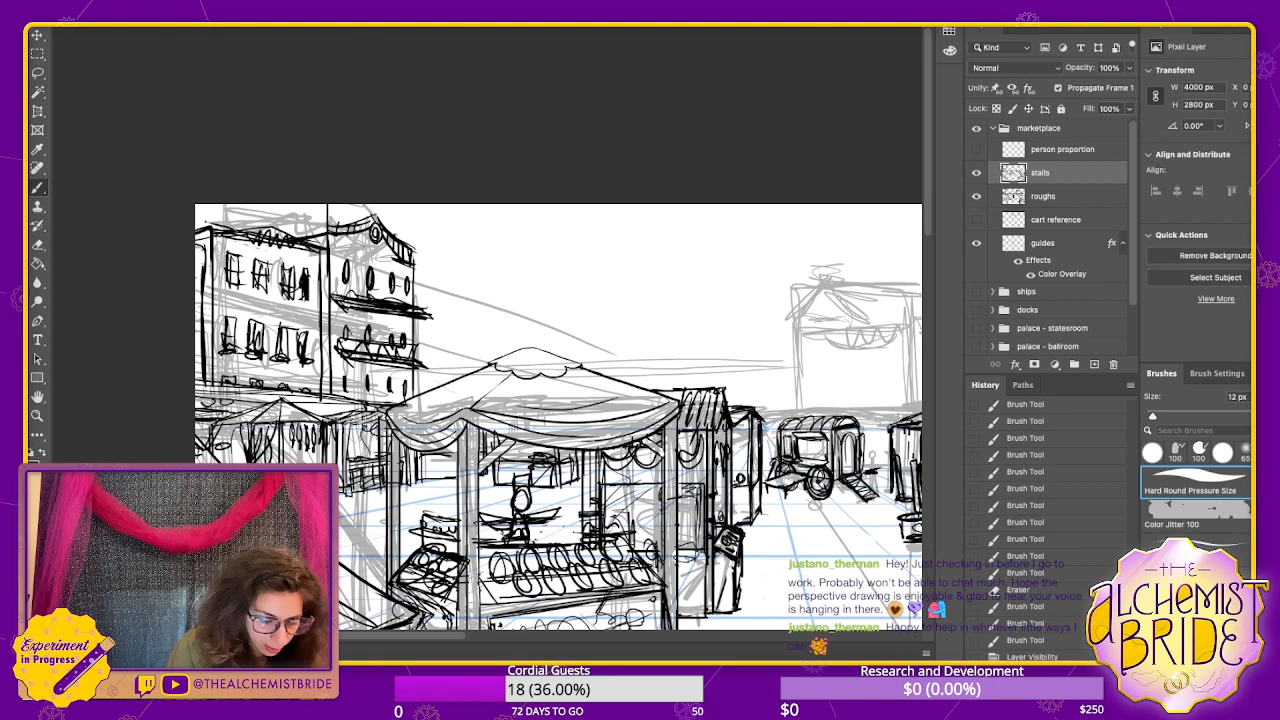 Kind
Pixel Layer
Normal
Opacity: 100%
Transform
Unify:
Propagate Frame 1
W 4000 px
X 0
H 2800 px
Y 0
Lock:
Fill: 100%
0.00°
marketplace
person proportion
Align and Distribute
stalls
Align:
roughs
cart reference
Quick Actions
guides
fx
Effects
Remove Background
Color Overlay
Select Subject
ships
docks
View More
palace - statesroom
palace - ballroom
fx
Brushes
Brush Settings
History
Paths
Size:
12 px
Brush Tool
Brush Tool
Search Brushes
Brush Tool
Brush Tool
100
100
Brush Tool
Brush Tool
Hard Round Pressure Size
Brush Tool
Brush Tool
Color Jitter 100
Brush Tool
Brush Tool
Brush Tool
Eraser
Brush Tool
Brush Tool
Brush Tool
Layer Visibility
justano_therman Hey! Just checking in before I go to
work. Probably won't be able to chat much. Hope the
perspective drawing is enjoyable & glad to hear your voice
is hanging in there.
justano_therman Happy to help in whatever little ways I
can
THE
ALCHEMIST
BRIDE
Experiment
in Progress
@THEALCHEMISTBRIDE
Cordial Guests
18 (36.00%)
0
72 DAYS TO GO
50
Research and Development
$0 (0.00%)
$0
$250